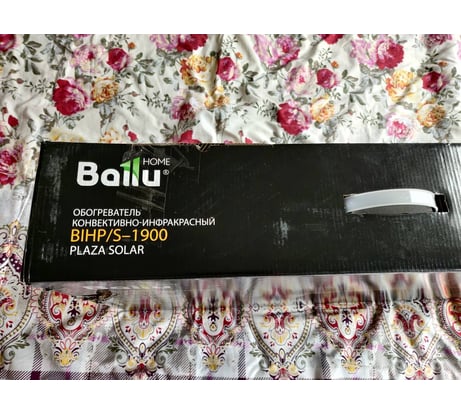 HOME
Ballu®
ОБОГРЕВАТЕЛЬ
КОНВЕКТИВНО-ИНФРАКРАСНЫЙ
BIHP/S-1900
PLAZA SOLAR